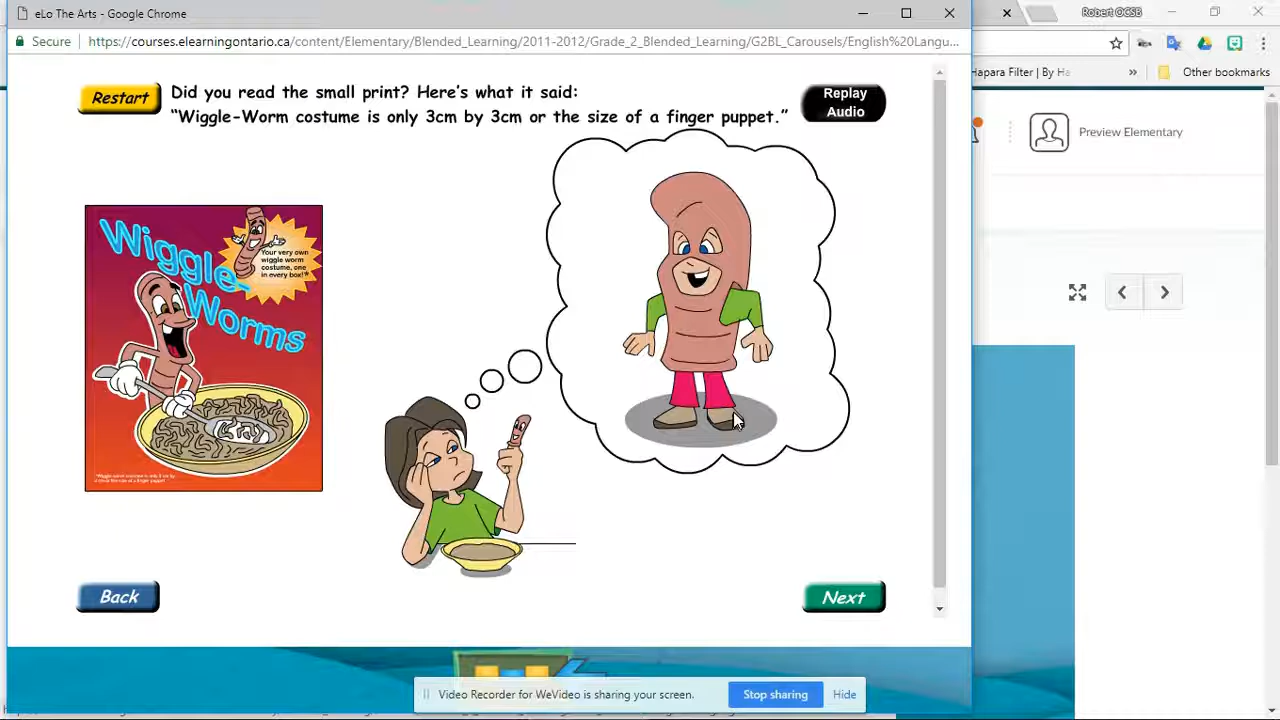 eLo The Arts - Google Chrome
Robert OCSB
Secure
https://courses.elearningontario.ca/content/Elementary/Blended_Learning/2011-2012/Grade_2_Blended_Learning/G2BL_Carousels/English%20Langu...
Hapara Filter | By Ha
»
Other bookmarks
Restart
Did you read the small print? Here's what it said:
"Wiggle-Worm costume is only 3cm by 3cm or the size of a finger puppet."
Replay
Audio
Preview Elementary
Wiggle-
Worms
Your very own
wiggle worm
costume, one
in every box!*
Back
Next
Video Recorder for WeVideo is sharing your screen.
Stop sharing
Hide